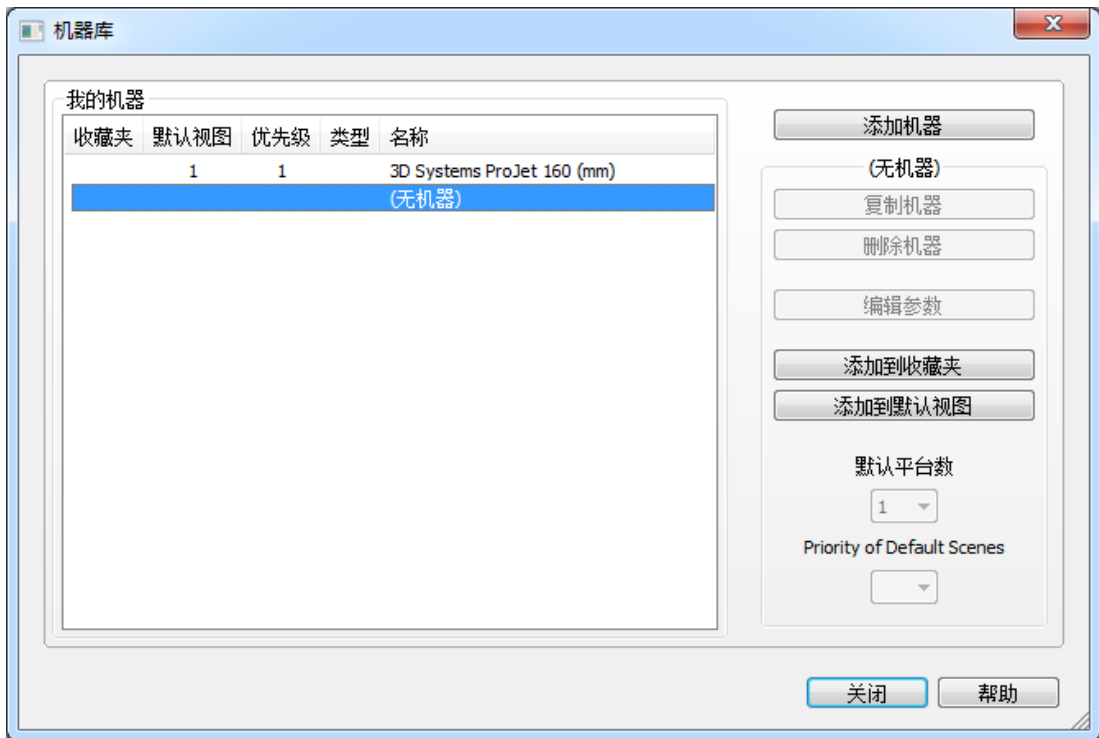 机器库
我的机器
收藏夹 默认视图 优先级 类型 名称
1 1 3D Systems ProJet 160 (mm)
(无机器)
添加机器
(无机器)
复制机器
删除机器
编辑参数
添加到收藏夹
添加到默认视图
默认平台数
1
Priority of Default Scenes
关闭 帮助